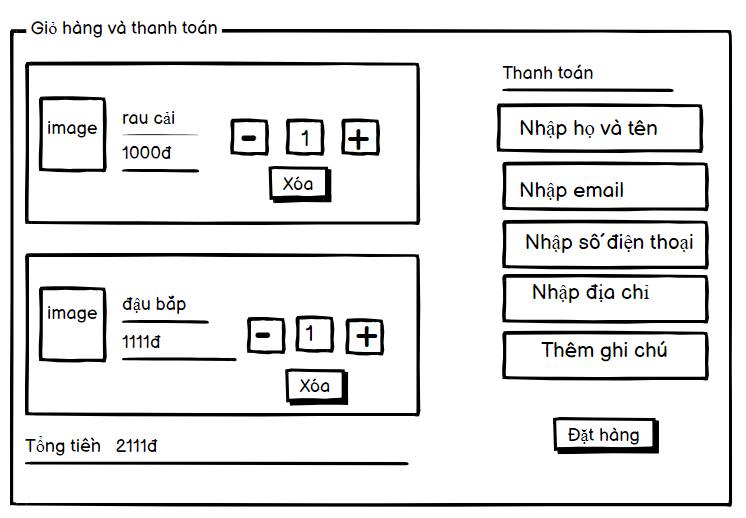 Giỏ hàng và thanh toán
image
rau cải
1000đ
-
1
+
Xóa
image
đậu bắp
1111đ
-
1
+
Xóa
Tổng tiền 2111đ
Thanh toán
Nhập họ và tên
Nhập email
Nhập số điện thoại
Nhập địa chỉ
Thêm ghi chú
Đặt hàng